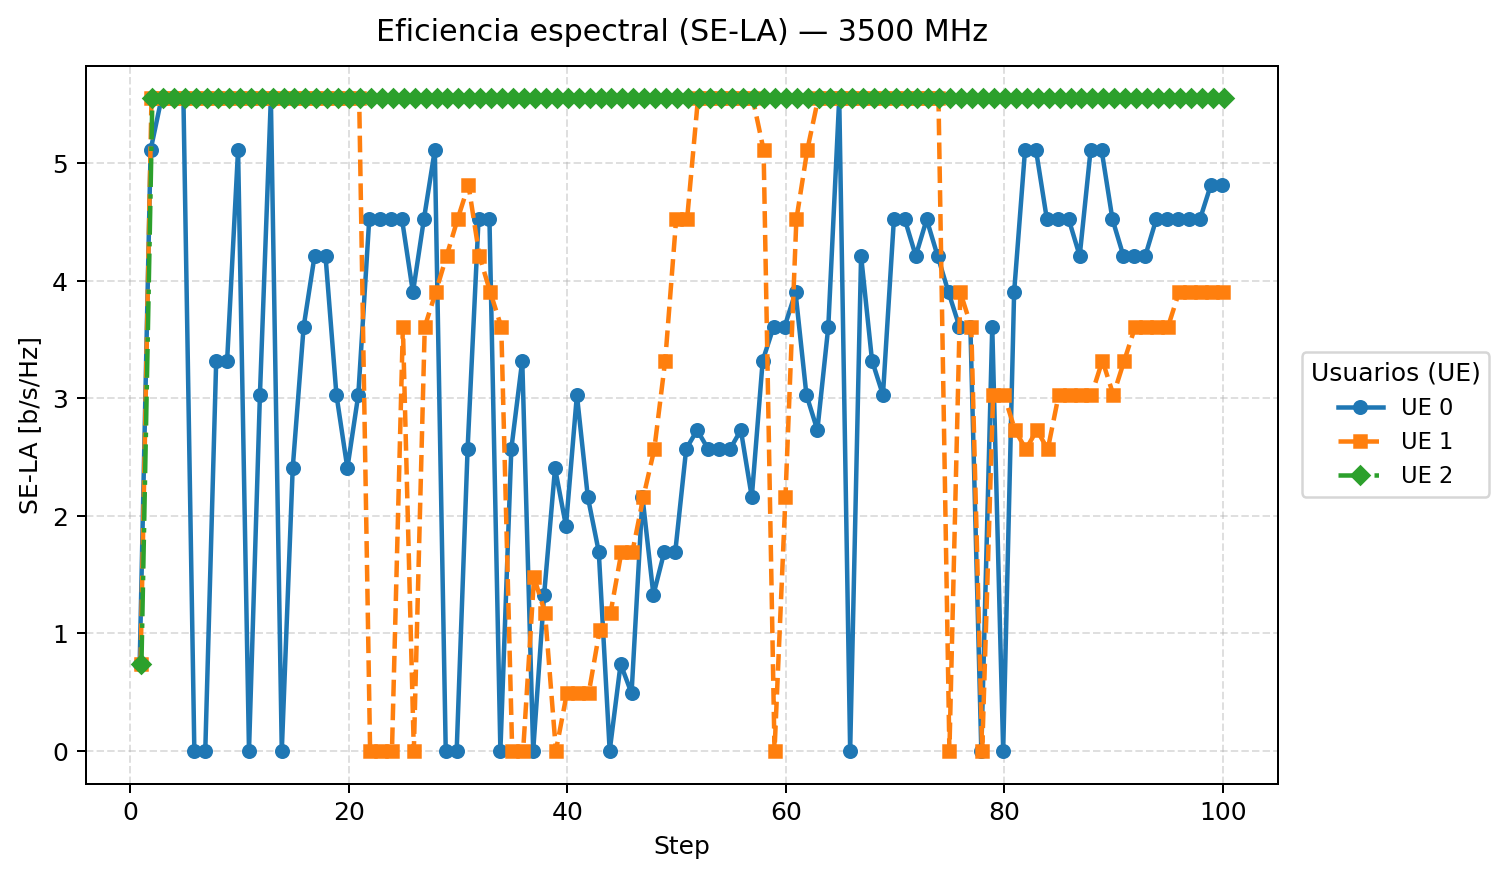 Eficiencia espectral (SE-LA) — 3500 MHz
SE-LA [b/s/Hz]
5
4
3
2
1
0
0 20 40 60 80 100
Step
Usuarios (UE)
UE 0
UE 1
UE 2